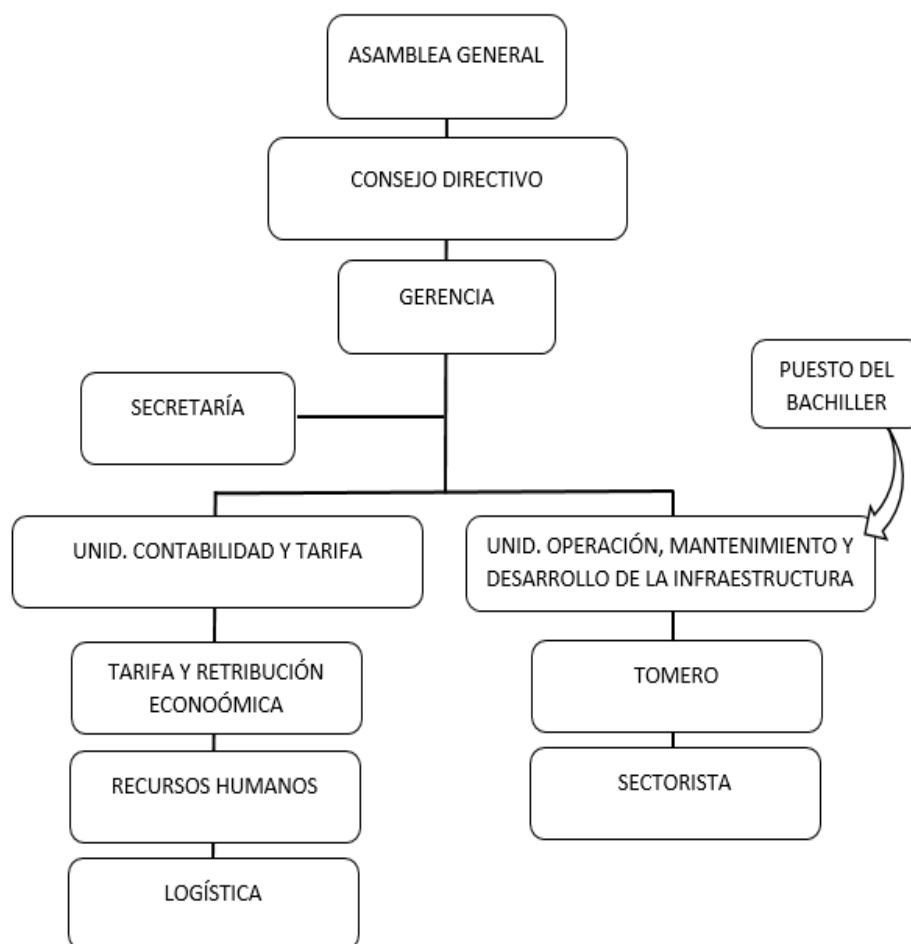 ASAMBLEA GENERAL
CONSEJO DIRECTIVO
GERENCIA
SECRETARÍA
PUESTO DEL
BACHILLER
UNID. CONTABILIDAD Y TARIFA
UNID. OPERACIÓN, MANTENIMIENTO Y
DESARROLLO DE LA INFRAESTRUCTURA
TARIFA Y RETRIBUCIÓN
ECONOÓMICA
TOMERO
RECURSOS HUMANOS
SECTORISTA
LOGÍSTICA